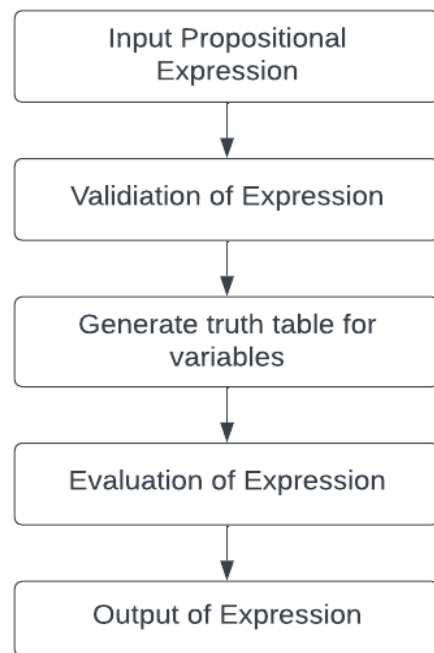 Input Propositional
Expression
Validiation of Expression
Generate truth table for
variables
Evaluation of Expression
Output of Expression